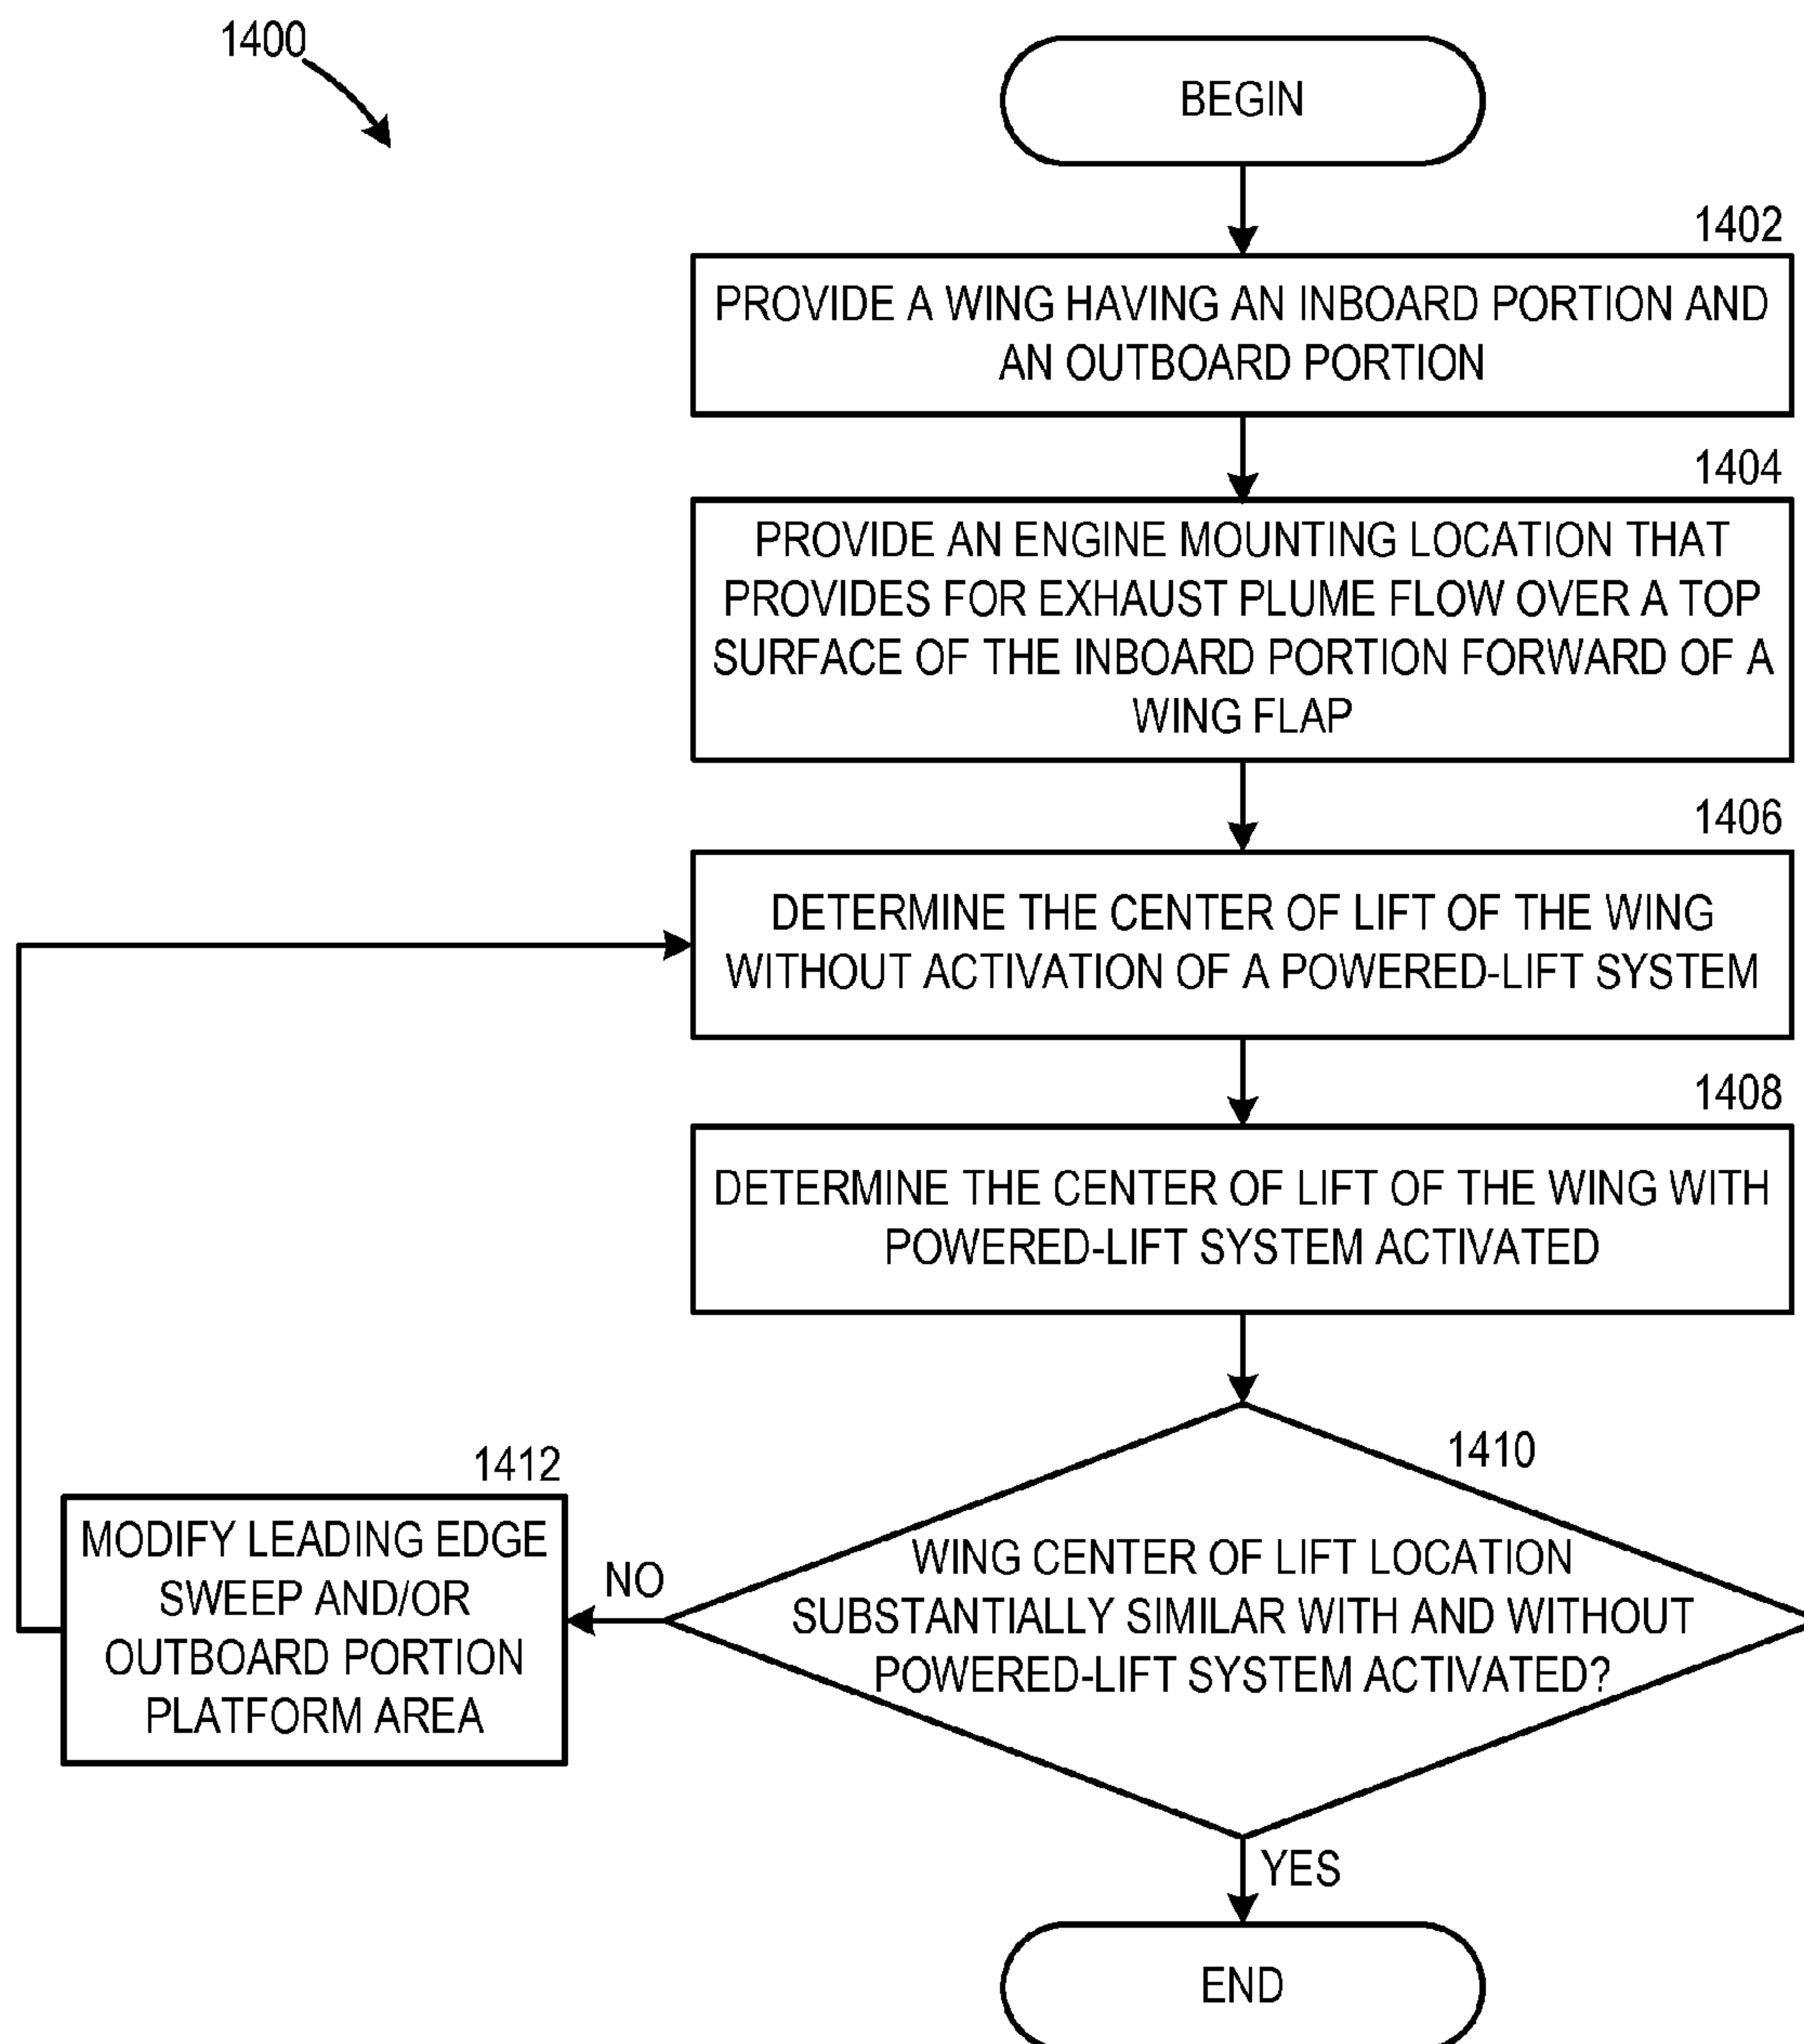 1400
BEGIN
1402
PROVIDE A WING HAVING AN INBOARD PORTION AND
AN OUTBOARD PORTION
1404
PROVIDE AN ENGINE MOUNTING LOCATION THAT
PROVIDES FOR EXHAUST PLUME FLOW OVER A TOP
SURFACE OF THE INBOARD PORTION FORWARD OF A
WING FLAP
1406
DETERMINE THE CENTER OF LIFT OF THE WING
WITHOUT ACTIVATION OF A POWERED-LIFT SYSTEM
1408
DETERMINE THE CENTER OF LIFT OF THE WING WITH
POWERED-LIFT SYSTEM ACTIVATED
1410
WING CENTER OF LIFT LOCATION
SUBSTANTIALLY SIMILAR WITH AND WITHOUT
POWERED-LIFT SYSTEM ACTIVATED?
NO
1412
MODIFY LEADING EDGE
SWEEP AND/OR
OUTBOARD PORTION
PLATFORM AREA
YES
END